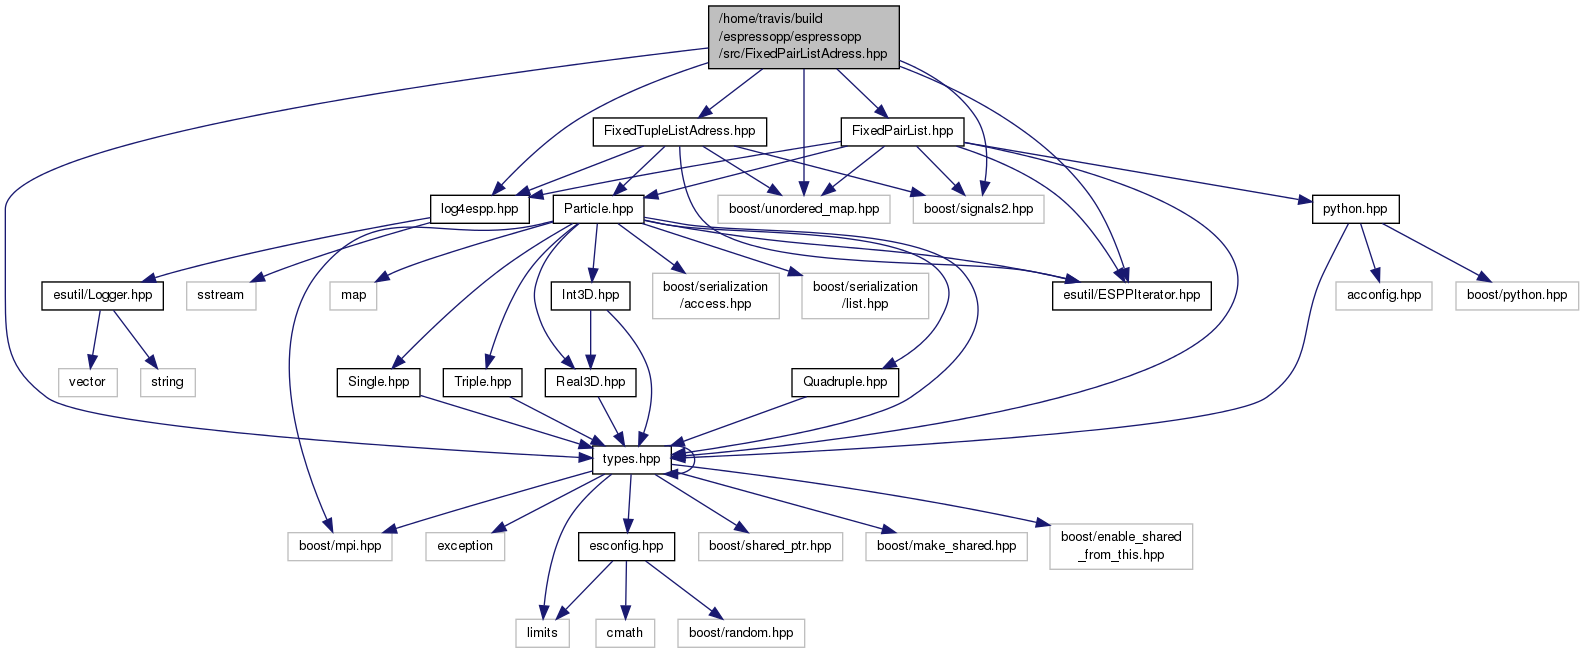 /home/travis/build
/espressopp/espressopp
/src/FixedPairListAdress.hpp
FixedTupleListAdress.hpp
FixedPairList.hpp
log4espp.hpp
Particle.hpp
boost/unordered_map.hpp
boost/signals2.hpp
python.hpp
esutil/Logger.hpp
sstream
map
Int3D.hpp
boost/serialization
/access.hpp
boost/serialization
/list.hpp
esutil/ESPPIterator.hpp
acconfig.hpp
boost/python.hpp
vector
string
Single.hpp
Triple.hpp
Real3D.hpp
Quadruple.hpp
types.hpp
boost/mpi.hpp
exception
esconfig.hpp
boost/shared_ptr.hpp
boost/make_shared.hpp
boost/enable_shared
_from_this.hpp
limits
cmath
boost/random.hpp